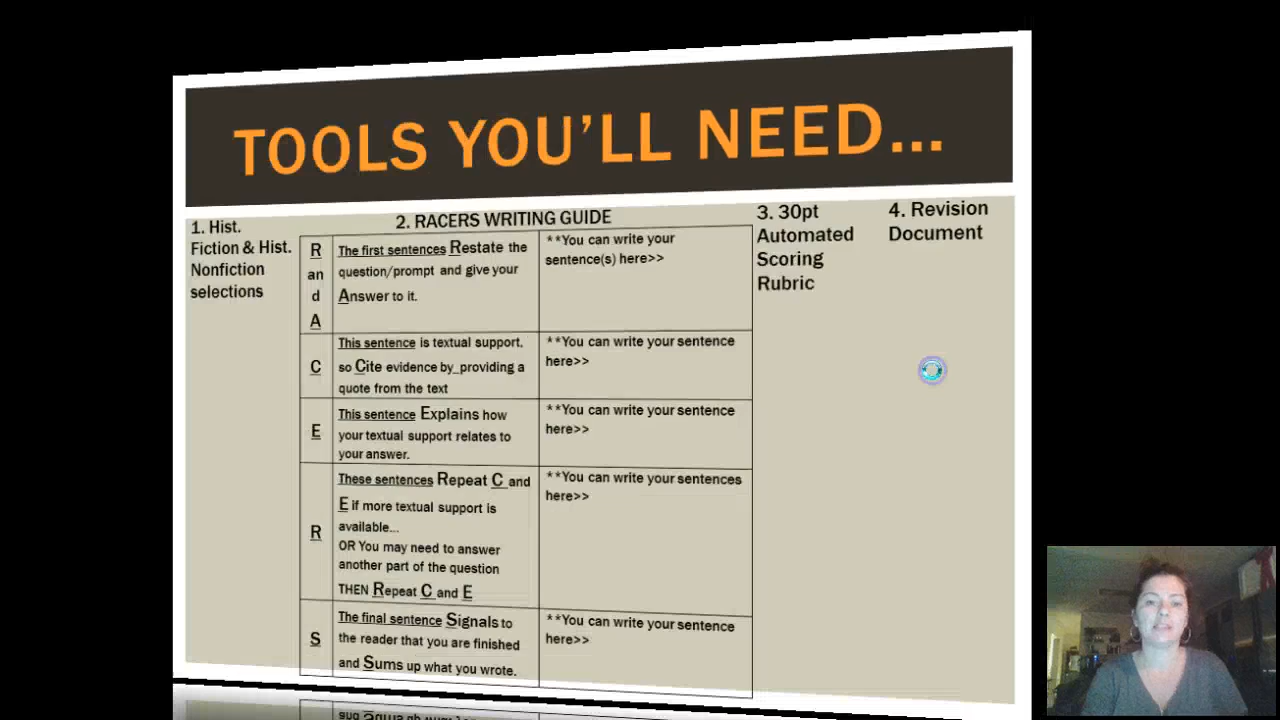 TOOLS YOU'LL NEED...
1. Hist.
Fiction & Hist.
Nonfiction
selections
2. RACERS WRITING GUIDE
R
an
d
A
The first sentences Restate the
question/prompt and give your
Answer to it.
**You can write your
sentence(s) here>>
C
This sentence is textual support,
so Cite evidence by_providing a
quote from the text
**You can write your sentence
here>>
E
This sentence Explains how
your textual support relates to
your answer.
**You can write your sentence
here>>
R
These sentences Repeat C and
E if more textual support is
available...
OR You may need to answer
another part of the question
THEN Repeat C and E
**You can write your sentences
here>>
S
The final sentence Signals to
the reader that you are finished
and Sums up what you wrote.
**You can write your sentence
here>>
3. 30pt
Automated
Scoring
Rubric
4. Revision
Document